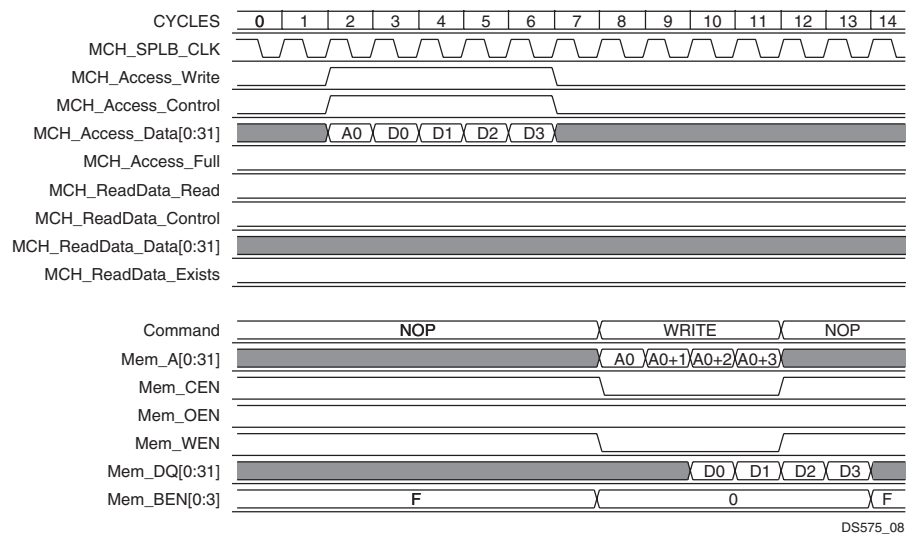 CYCLES 0 1 2 3 4 5 6 7 8 9 10 11 12 13 14
MCH_SPLB_CLK
MCH_Access_Write
MCH_Access_Control
MCH_Access_Data[0:31] A0 D0 D1 D2 D3
MCH_Access_Full
MCH_ReadData_Read
MCH_ReadData_Control
MCH_ReadData_Data[0:31]
MCH_ReadData_Exists
Command NOP WRITE NOP
Mem_A[0:31] A0 A0+1 A0+2 A0+3
Mem_CEN
Mem_OEN
Mem_WEN
Mem_DQ[0:31] D0 D1 D2 D3
Mem_BEN[0:3] F 0 F
DS575_08